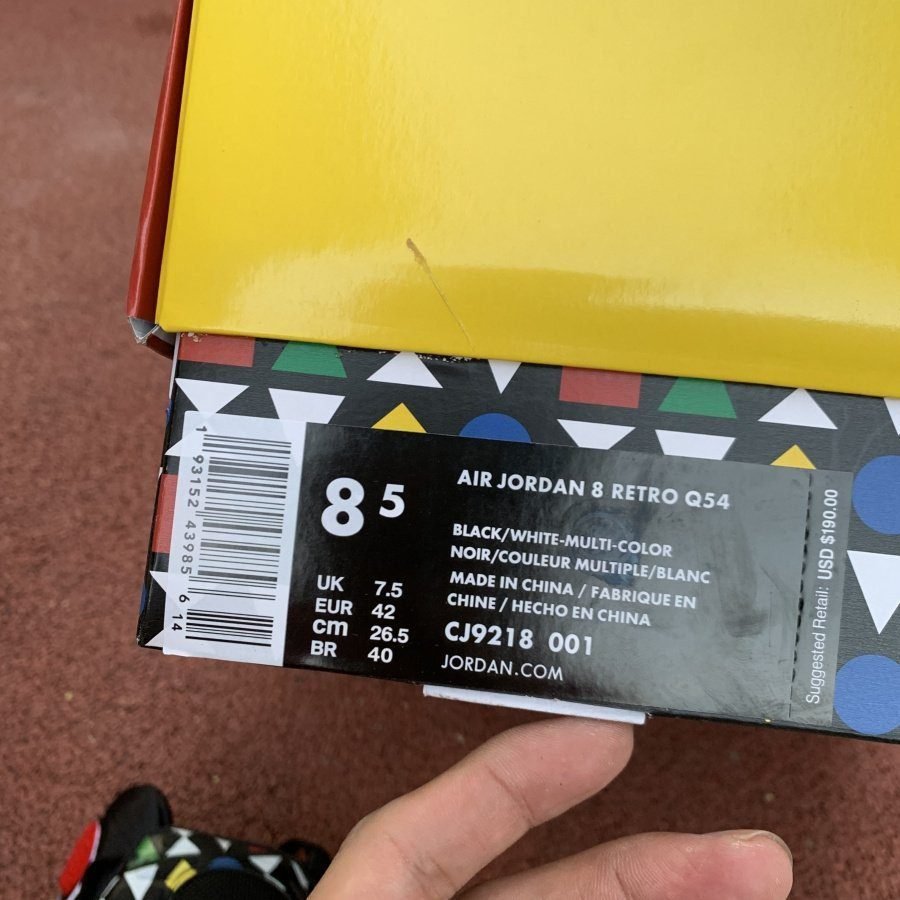 1 93152 43985 6 14
8 5
UK 7.5
EUR 42
cm 26.5
BR 40
AIR JORDAN 8 RETRO Q54
BLACK/WHITE-MULTI-COLOR
NOIR/COULEUR MULTIPLE/BLANC
MADE IN CHINA / FABRIQUE EN
CHINE / HECHO EN CHINA
CJ9218 001
JORDAN.COM
Suggested Retail: USD $190.00